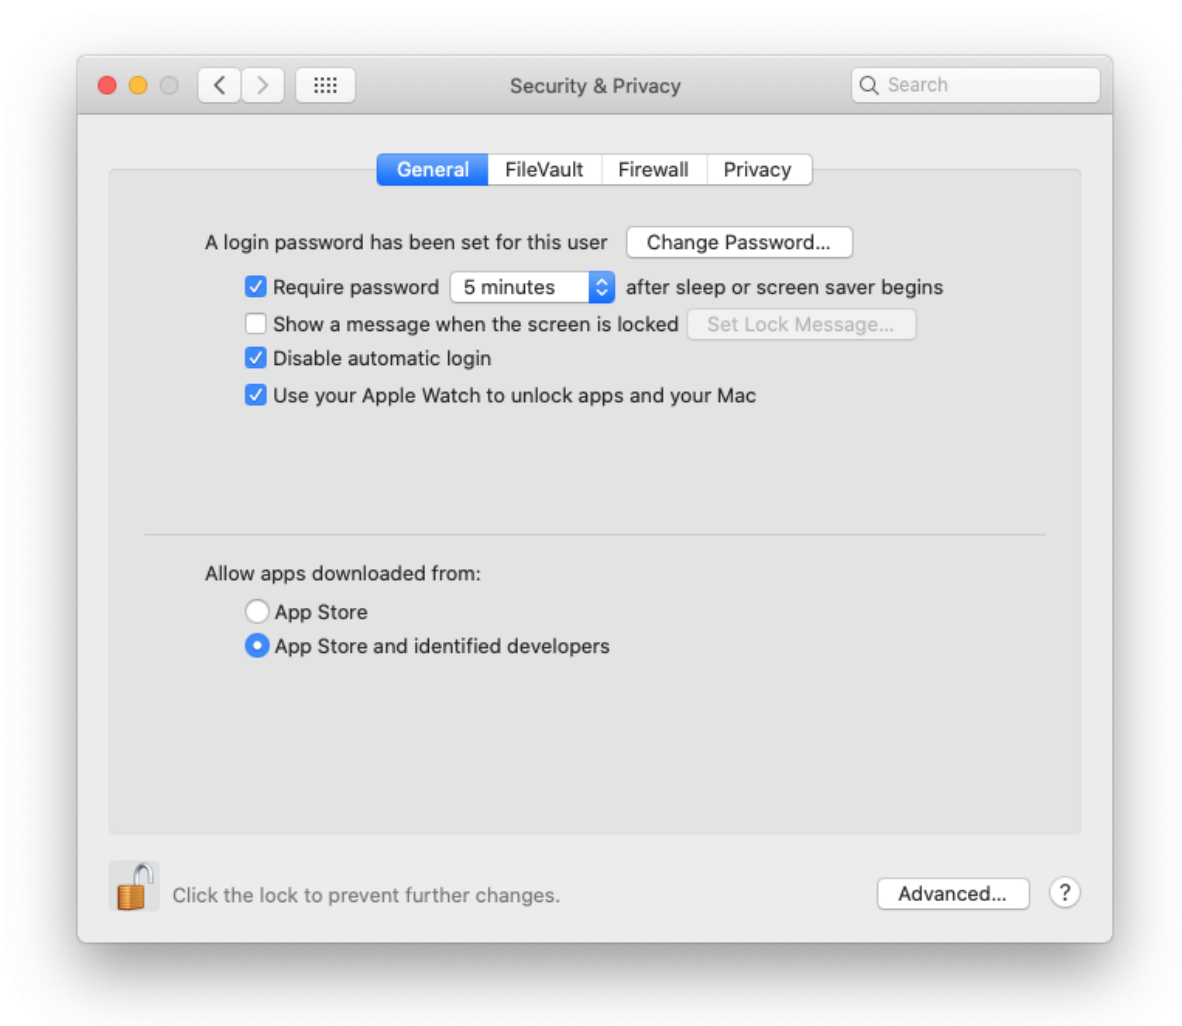 Security & Privacy
Search
General FileVault Firewall Privacy
A login password has been set for this user Change Password...
Require password 5 minutes after sleep or screen saver begins
Show a message when the screen is locked Set Lock Message...
Disable automatic login
Use your Apple Watch to unlock apps and your Mac
Allow apps downloaded from:
App Store
App Store and identified developers
Click the lock to prevent further changes.
Advanced... ?